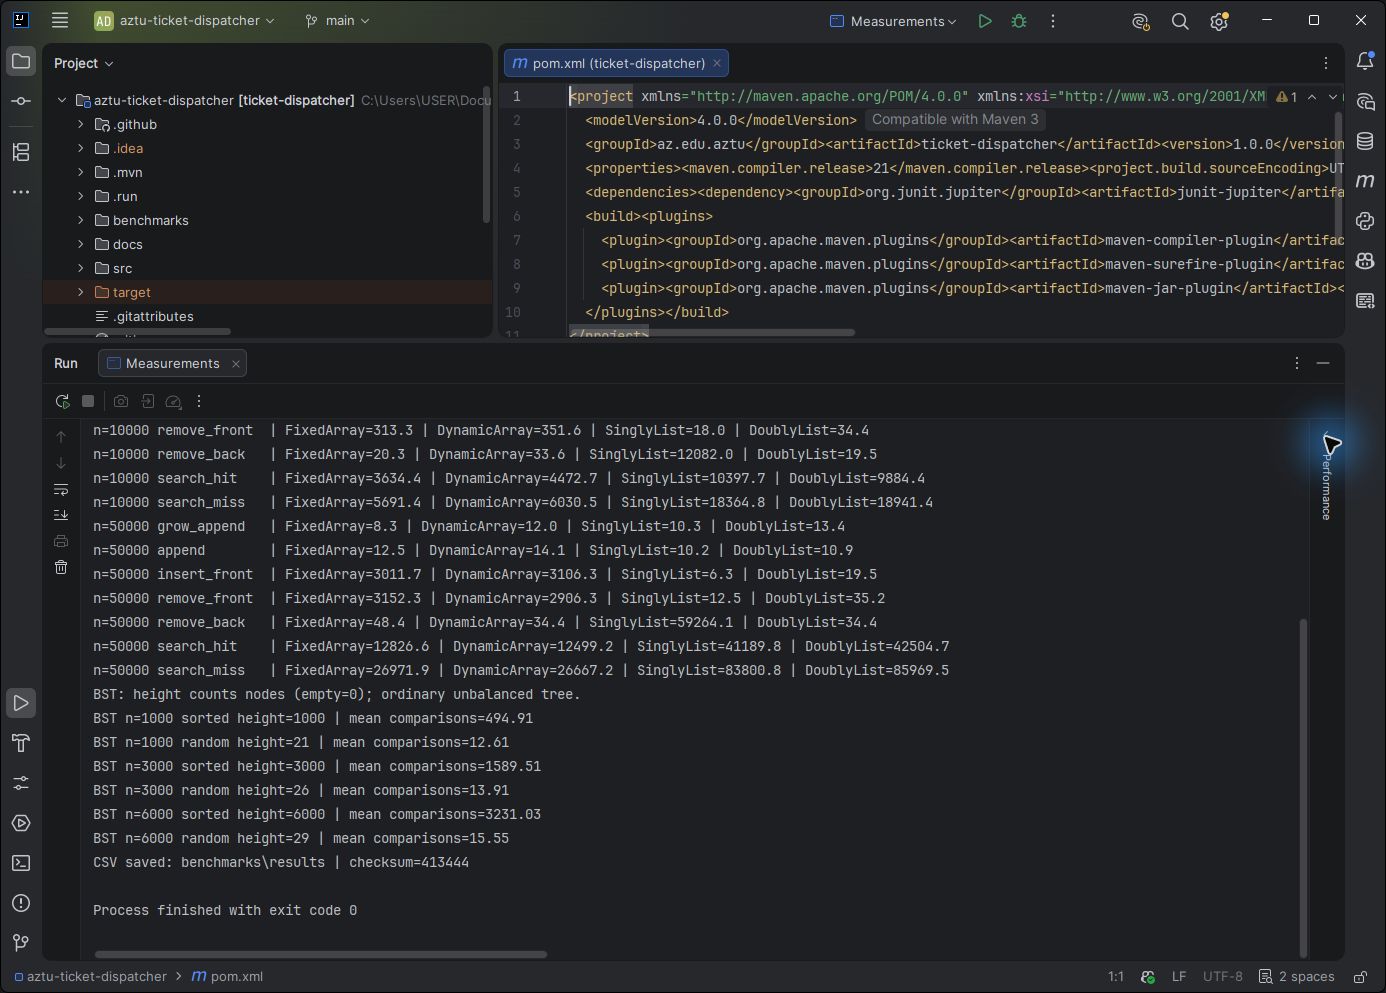 AD aztu-ticket-dispatcher main Measurements
Project
aztu-ticket-dispatcher [ticket-dispatcher] C:\Users\USER\Docu
.github
.idea
.mvn
.run
benchmarks
docs
src
target
.gitattributes
m pom.xml (ticket-dispatcher)
1 <project xmlns="http://maven.apache.org/POM/4.0.0" xmlns:xsi="http://www.w3.org/2001/XM 1
2 <modelVersion>4.0.0</modelVersion> Compatible with Maven 3
3 <groupId>az.edu.aztu</groupId><artifactId>ticket-dispatcher</artifactId><version>1.0.0</version
4 <properties><maven.compiler.release>21</maven.compiler.release><project.build.sourceEncoding>UT
5 <dependencies><dependency><groupId>org.junit.jupiter</groupId><artifactId>junit-jupiter</artifa
6 <build><plugins>
7 <plugin><groupId>org.apache.maven.plugins</groupId><artifactId>maven-compiler-plugin</artifac
8 <plugin><groupId>org.apache.maven.plugins</groupId><artifactId>maven-surefire-plugin</artifac
9 <plugin><groupId>org.apache.maven.plugins</groupId><artifactId>maven-jar-plugin</artifactId><
10 </plugins></build>
11 </project>
Run Measurements
n=10000 remove_front | FixedArray=313.3 | DynamicArray=351.6 | SinglyList=18.0 | DoublyList=34.4
n=10000 remove_back | FixedArray=20.3 | DynamicArray=33.6 | SinglyList=12082.0 | DoublyList=19.5
n=10000 search_hit | FixedArray=3634.4 | DynamicArray=4472.7 | SinglyList=10397.7 | DoublyList=9884.4
n=10000 search_miss | FixedArray=5691.4 | DynamicArray=6030.5 | SinglyList=18364.8 | DoublyList=18941.4
n=50000 grow_append | FixedArray=8.3 | DynamicArray=12.0 | SinglyList=10.3 | DoublyList=13.4
n=50000 append | FixedArray=12.5 | DynamicArray=14.1 | SinglyList=10.2 | DoublyList=10.9
n=50000 insert_front | FixedArray=3011.7 | DynamicArray=3106.3 | SinglyList=6.3 | DoublyList=19.5
n=50000 remove_front | FixedArray=3152.3 | DynamicArray=2906.3 | SinglyList=12.5 | DoublyList=35.2
n=50000 remove_back | FixedArray=48.4 | DynamicArray=34.4 | SinglyList=59264.1 | DoublyList=34.4
n=50000 search_hit | FixedArray=12826.6 | DynamicArray=12499.2 | SinglyList=41189.8 | DoublyList=42504.7
n=50000 search_miss | FixedArray=26971.9 | DynamicArray=26667.2 | SinglyList=83800.8 | DoublyList=85969.5
BST: height counts nodes (empty=0); ordinary unbalanced tree.
BST n=1000 sorted height=1000 | mean comparisons=494.91
BST n=1000 random height=21 | mean comparisons=12.61
BST n=3000 sorted height=3000 | mean comparisons=1589.51
BST n=3000 random height=26 | mean comparisons=13.91
BST n=6000 sorted height=6000 | mean comparisons=3231.03
BST n=6000 random height=29 | mean comparisons=15.55
CSV saved: benchmarks\results | checksum=413444
Process finished with exit code 0
Performance
aztu-ticket-dispatcher > m pom.xml 1:1 LF UTF-8 2 spaces